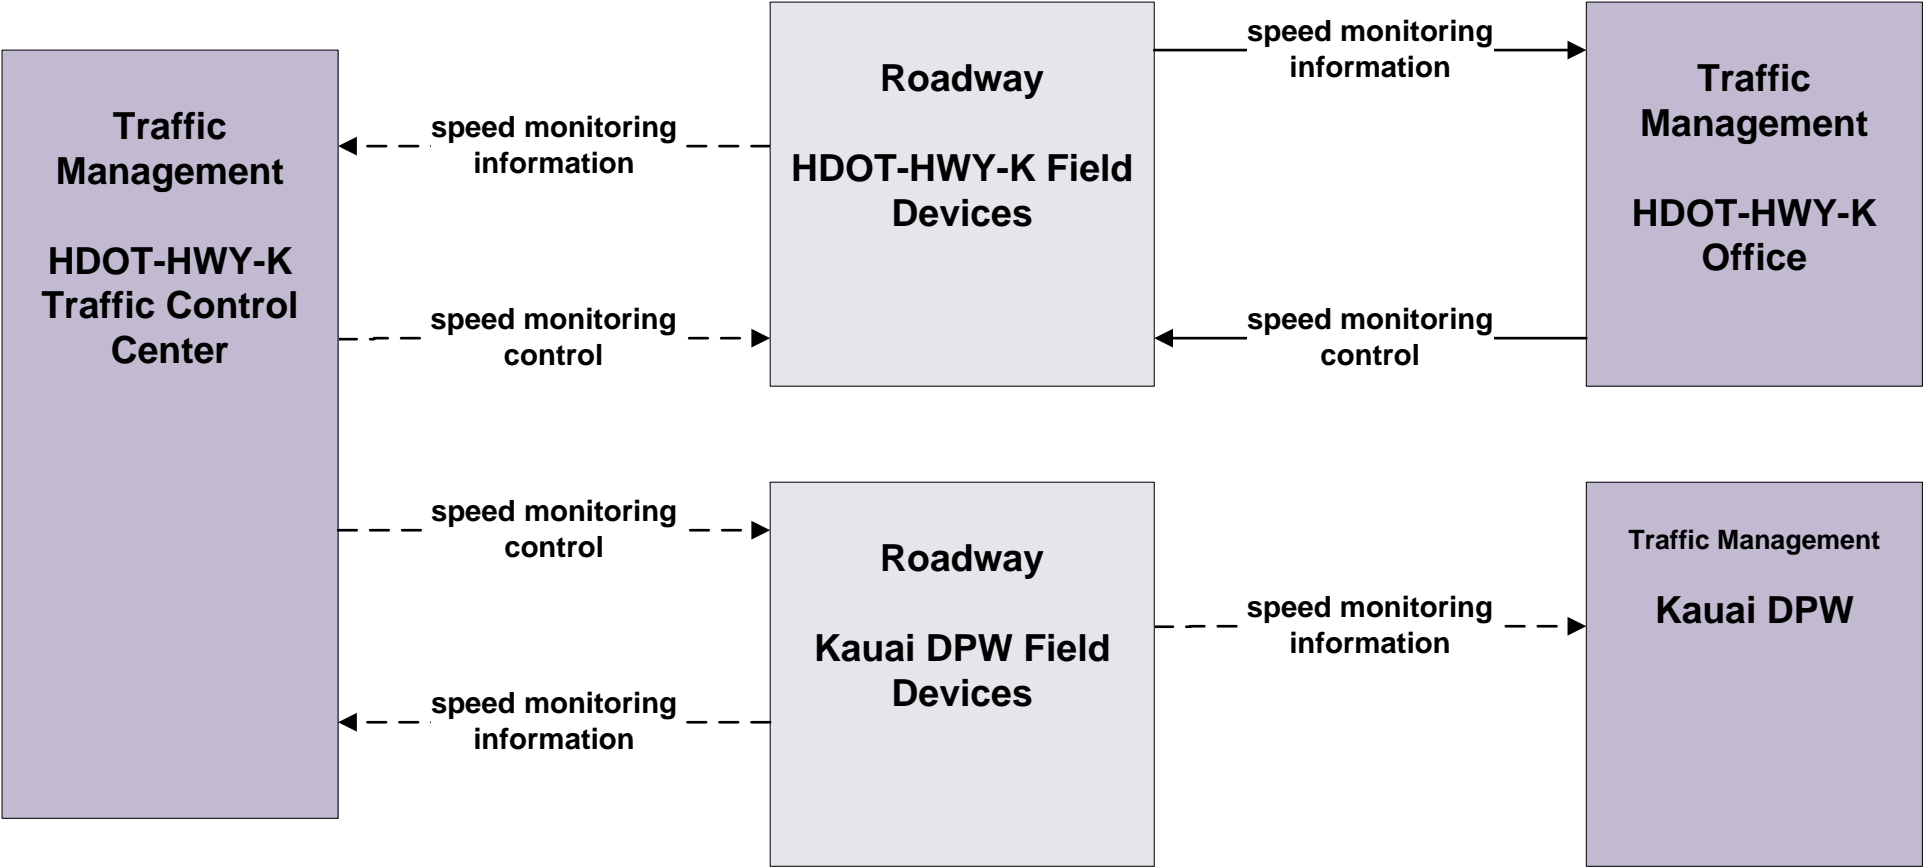 Traffic
Management
HDOT-HWY-K
Traffic Control
Center
speed monitoring
information
speed monitoring
control
speed monitoring
control
speed monitoring
information
Roadway
HDOT-HWY-K Field
Devices
Roadway
Kauai DPW Field
Devices
speed monitoring
information
speed monitoring
control
speed monitoring
information
Traffic
Management
HDOT-HWY-K
Office
Traffic Management
Kauai DPW